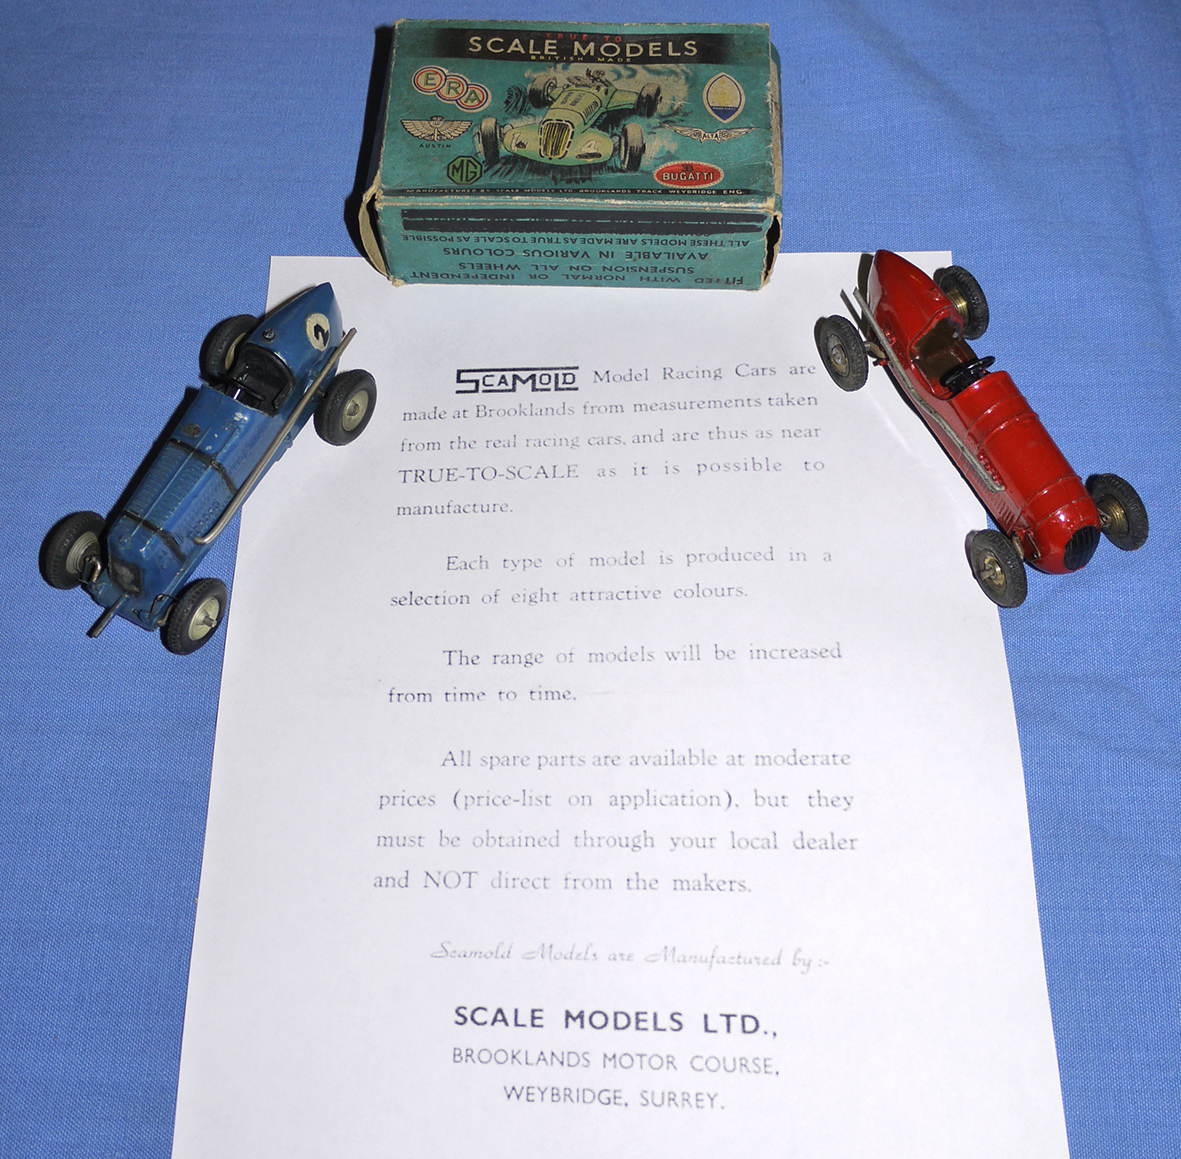 TRUE TO
SCALE MODELS
BRITISH MADE
ERA
AUSTIN
ALTA
MG
BUGATTI
MANUFACTURED BY SCALE MODELS LTD. BROOKLANDS TRACK WEYBRIDGE ENG.
FITTED WITH NORMAL OR INDEPENDENT
SUSPENSION ON ALL WHEELS
AVAILABLE IN VARIOUS COLOURS
ALL THESE MODELS ARE MADE AS TRUE TO SCALE AS POSSIBLE
2
SCAMOLD Model Racing Cars are
made at Brooklands from measurements taken
from the real racing cars, and are thus as near
TRUE-TO-SCALE as it is possible to
manufacture.
Each type of model is produced in a
selection of eight attractive colours.
The range of models will be increased
from time to time.
All spare parts are available at moderate
prices (price-list on application), but they
must be obtained through your local dealer
and NOT direct from the makers.
Scamold Models are Manufactured by :-
SCALE MODELS LTD.,
BROOKLANDS MOTOR COURSE,
WEYBRIDGE, SURREY.